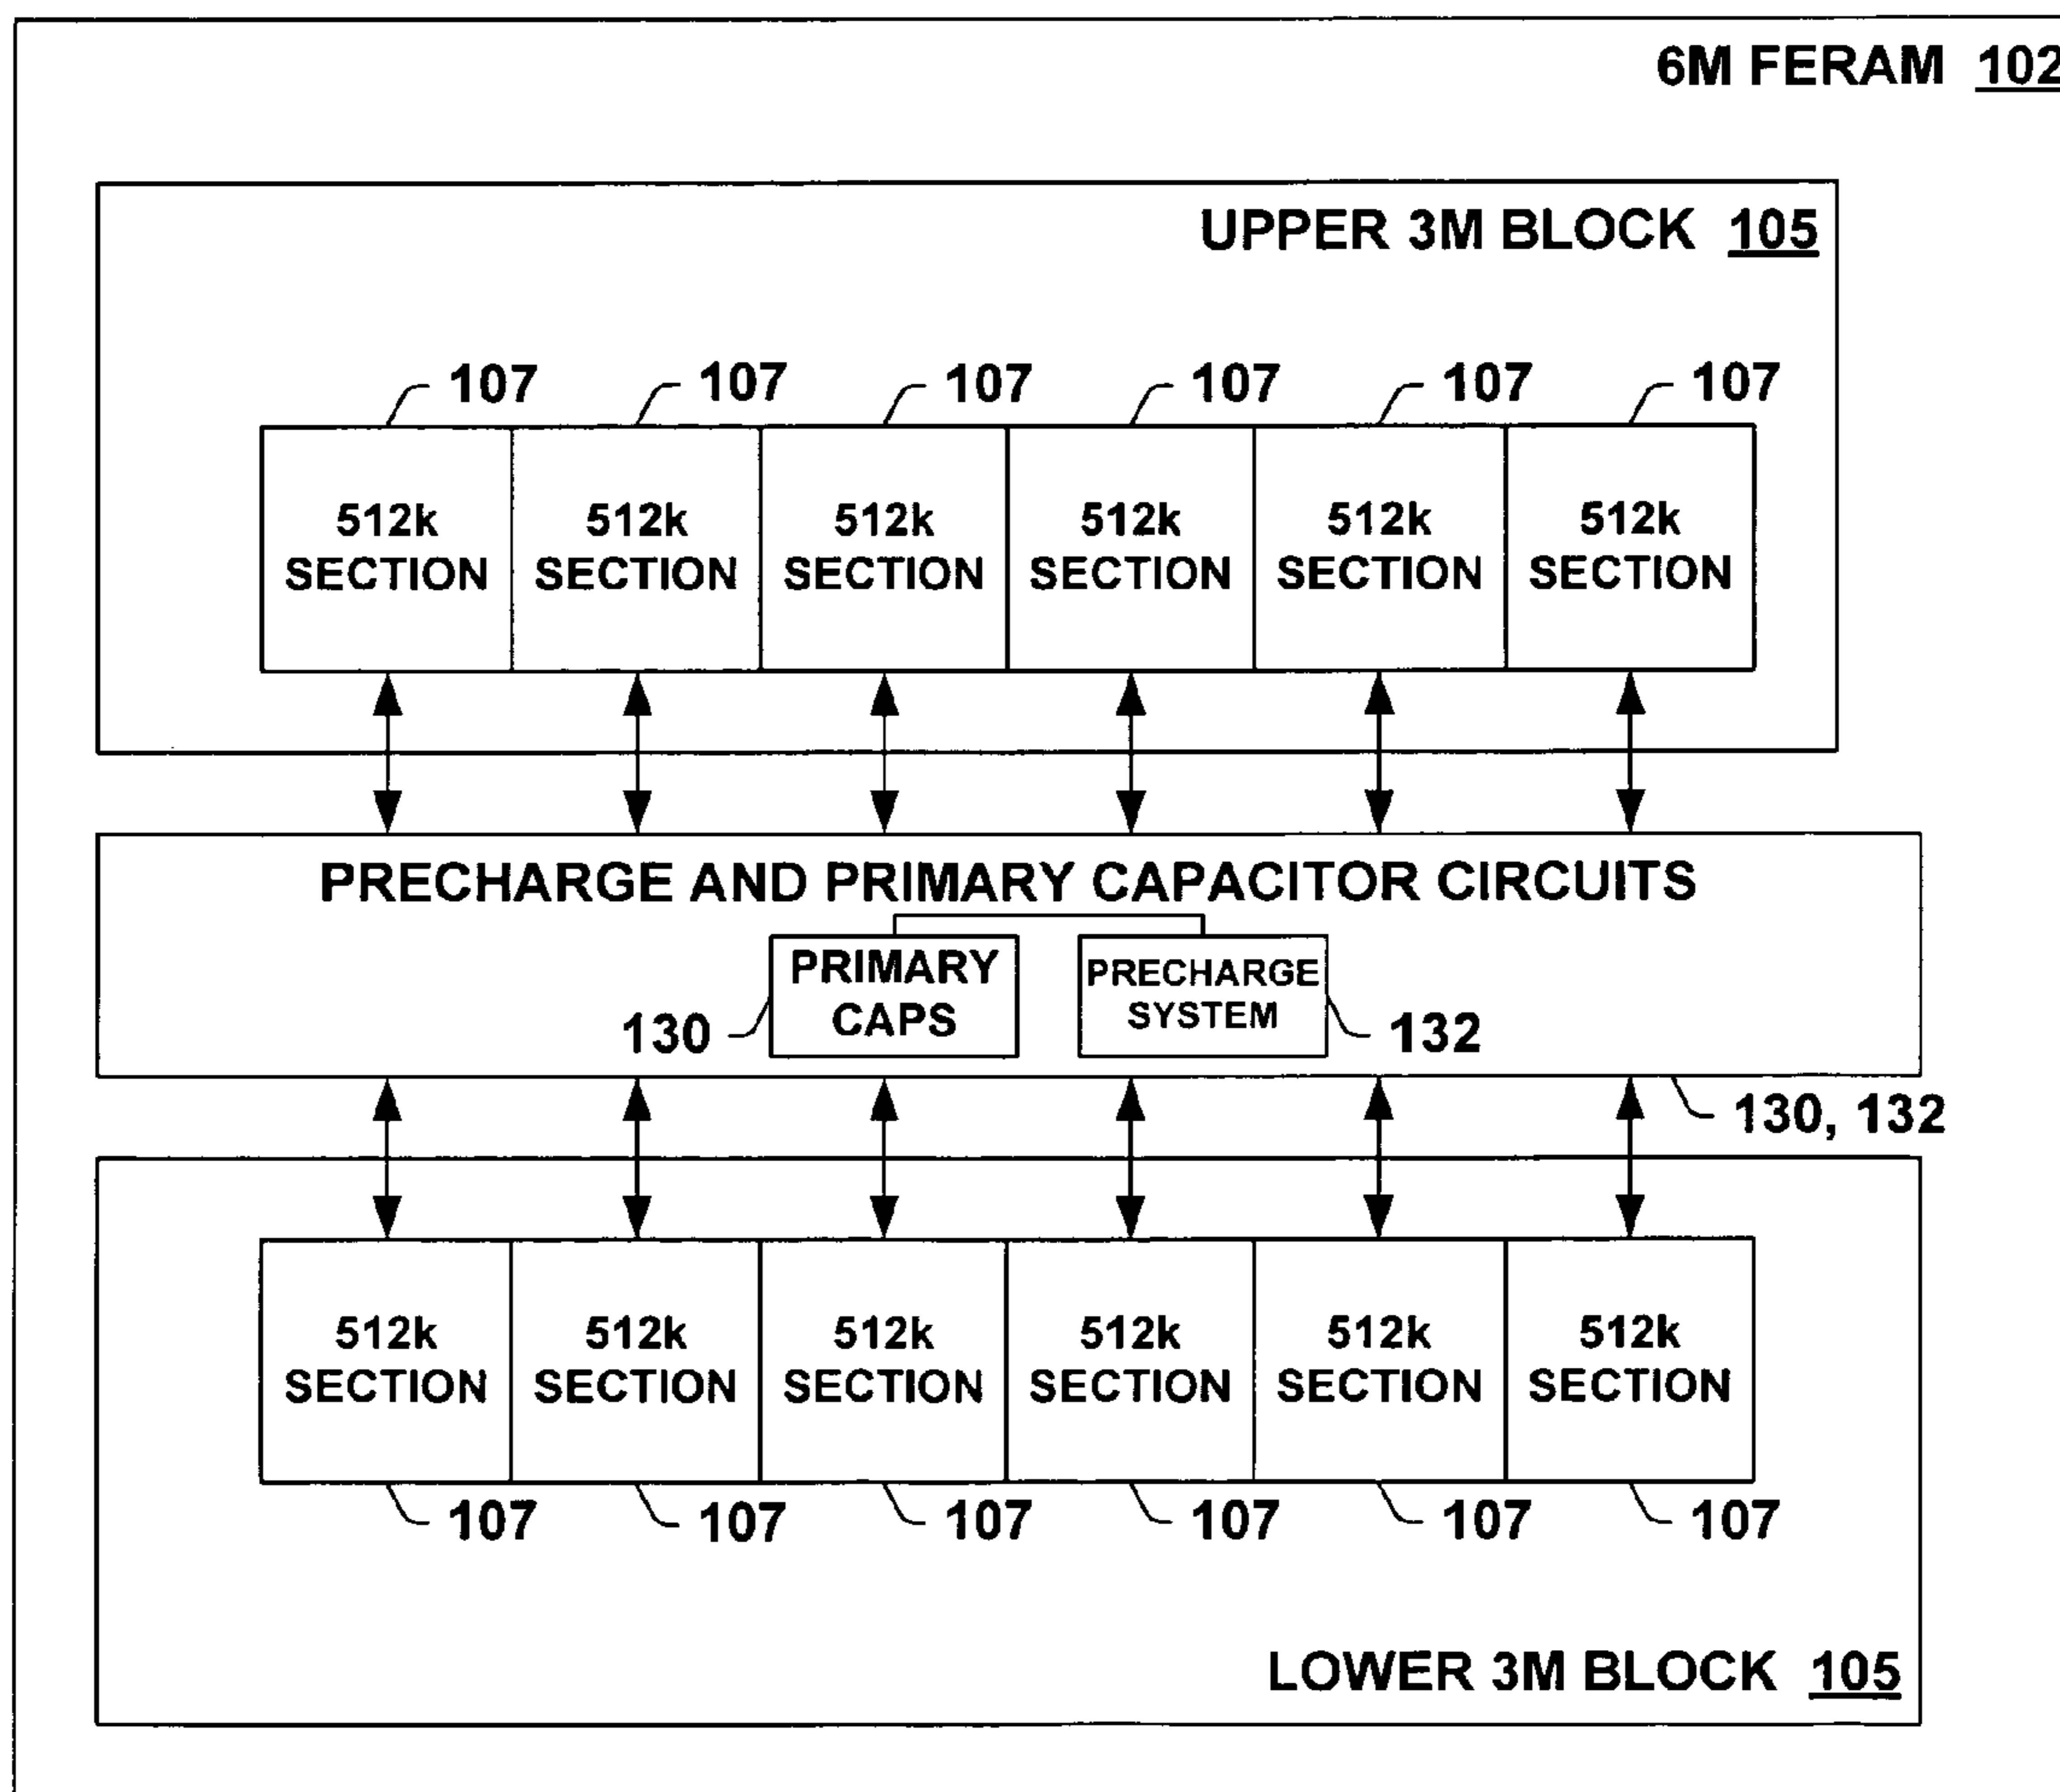 6M FERAM 102
UPPER 3M BLOCK 105
107 107 107 107 107 107
512k SECTION
512k SECTION
512k SECTION
512k SECTION
512k SECTION
512k SECTION
PRECHARGE AND PRIMARY CAPACITOR CIRCUITS
PRIMARY
CAPS
PRECHARGE
SYSTEM
130
132
130, 132
512k SECTION
512k SECTION
512k SECTION
512k SECTION
512k SECTION
512k SECTION
107 107 107 107 107 107
LOWER 3M BLOCK 105